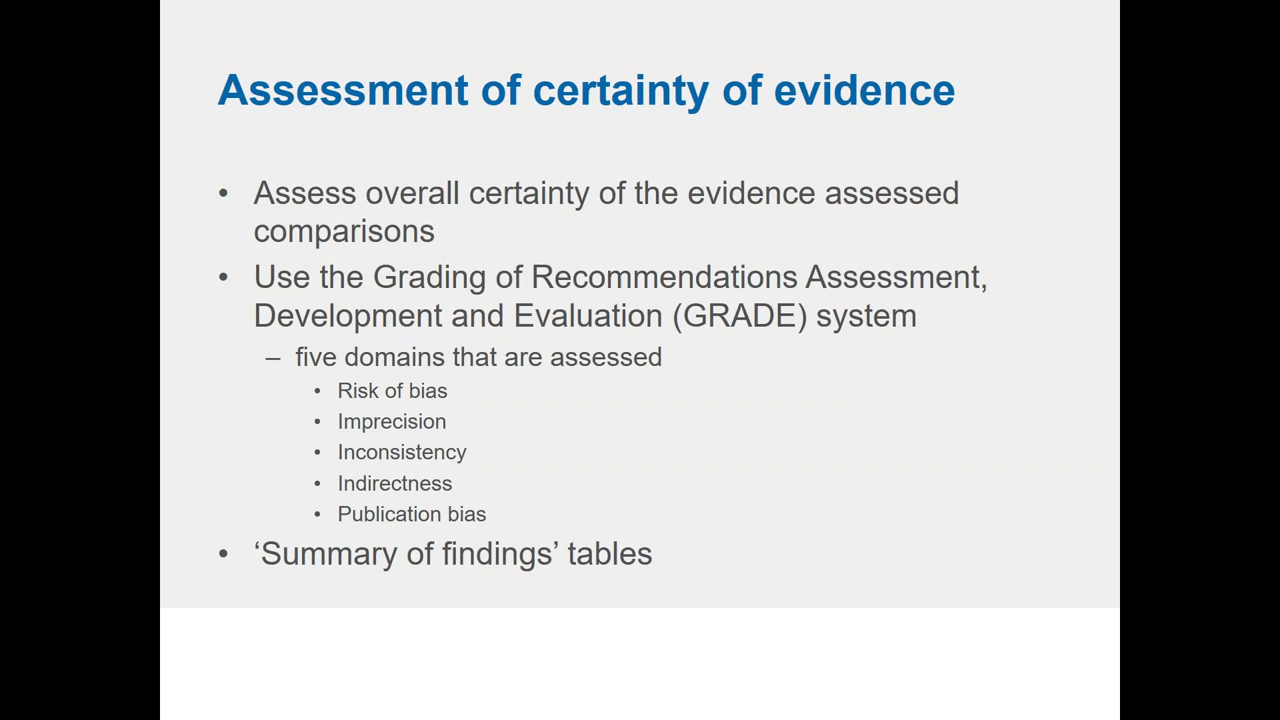 Assessment of certainty of evidence
• Assess overall certainty of the evidence assessed
comparisons
• Use the Grading of Recommendations Assessment,
Development and Evaluation (GRADE) system
– five domains that are assessed
• Risk of bias
• Imprecision
• Inconsistency
• Indirectness
• Publication bias
• ‘Summary of findings’ tables